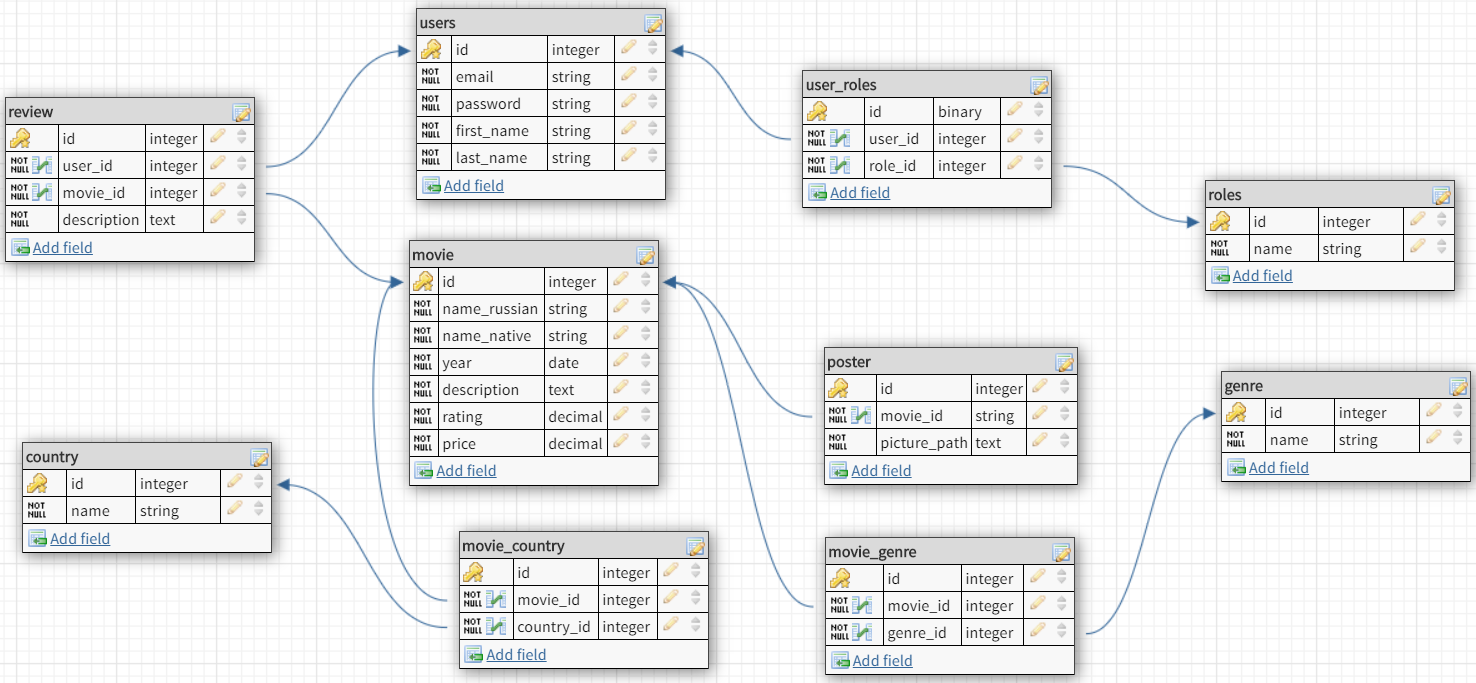 users
id integer
NOT NULL email string
NOT NULL password string
NOT NULL first_name string
NOT NULL last_name string
Add field
user_roles
id binary
NOT NULL user_id integer
NOT NULL role_id integer
Add field
review
id integer
NOT NULL user_id integer
NOT NULL movie_id integer
NOT NULL description text
Add field
roles
id integer
NOT NULL name string
Add field
movie
id integer
NOT NULL name_russian string
NOT NULL name_native string
NOT NULL year date
NOT NULL description text
NOT NULL rating decimal
NOT NULL price decimal
Add field
poster
id integer
NOT NULL movie_id string
NOT NULL picture_path text
Add field
genre
id integer
NOT NULL name string
Add field
country
id integer
NOT NULL name string
Add field
movie_country
id integer
NOT NULL movie_id integer
NOT NULL country_id integer
Add field
movie_genre
id integer
NOT NULL movie_id integer
NOT NULL genre_id integer
Add field